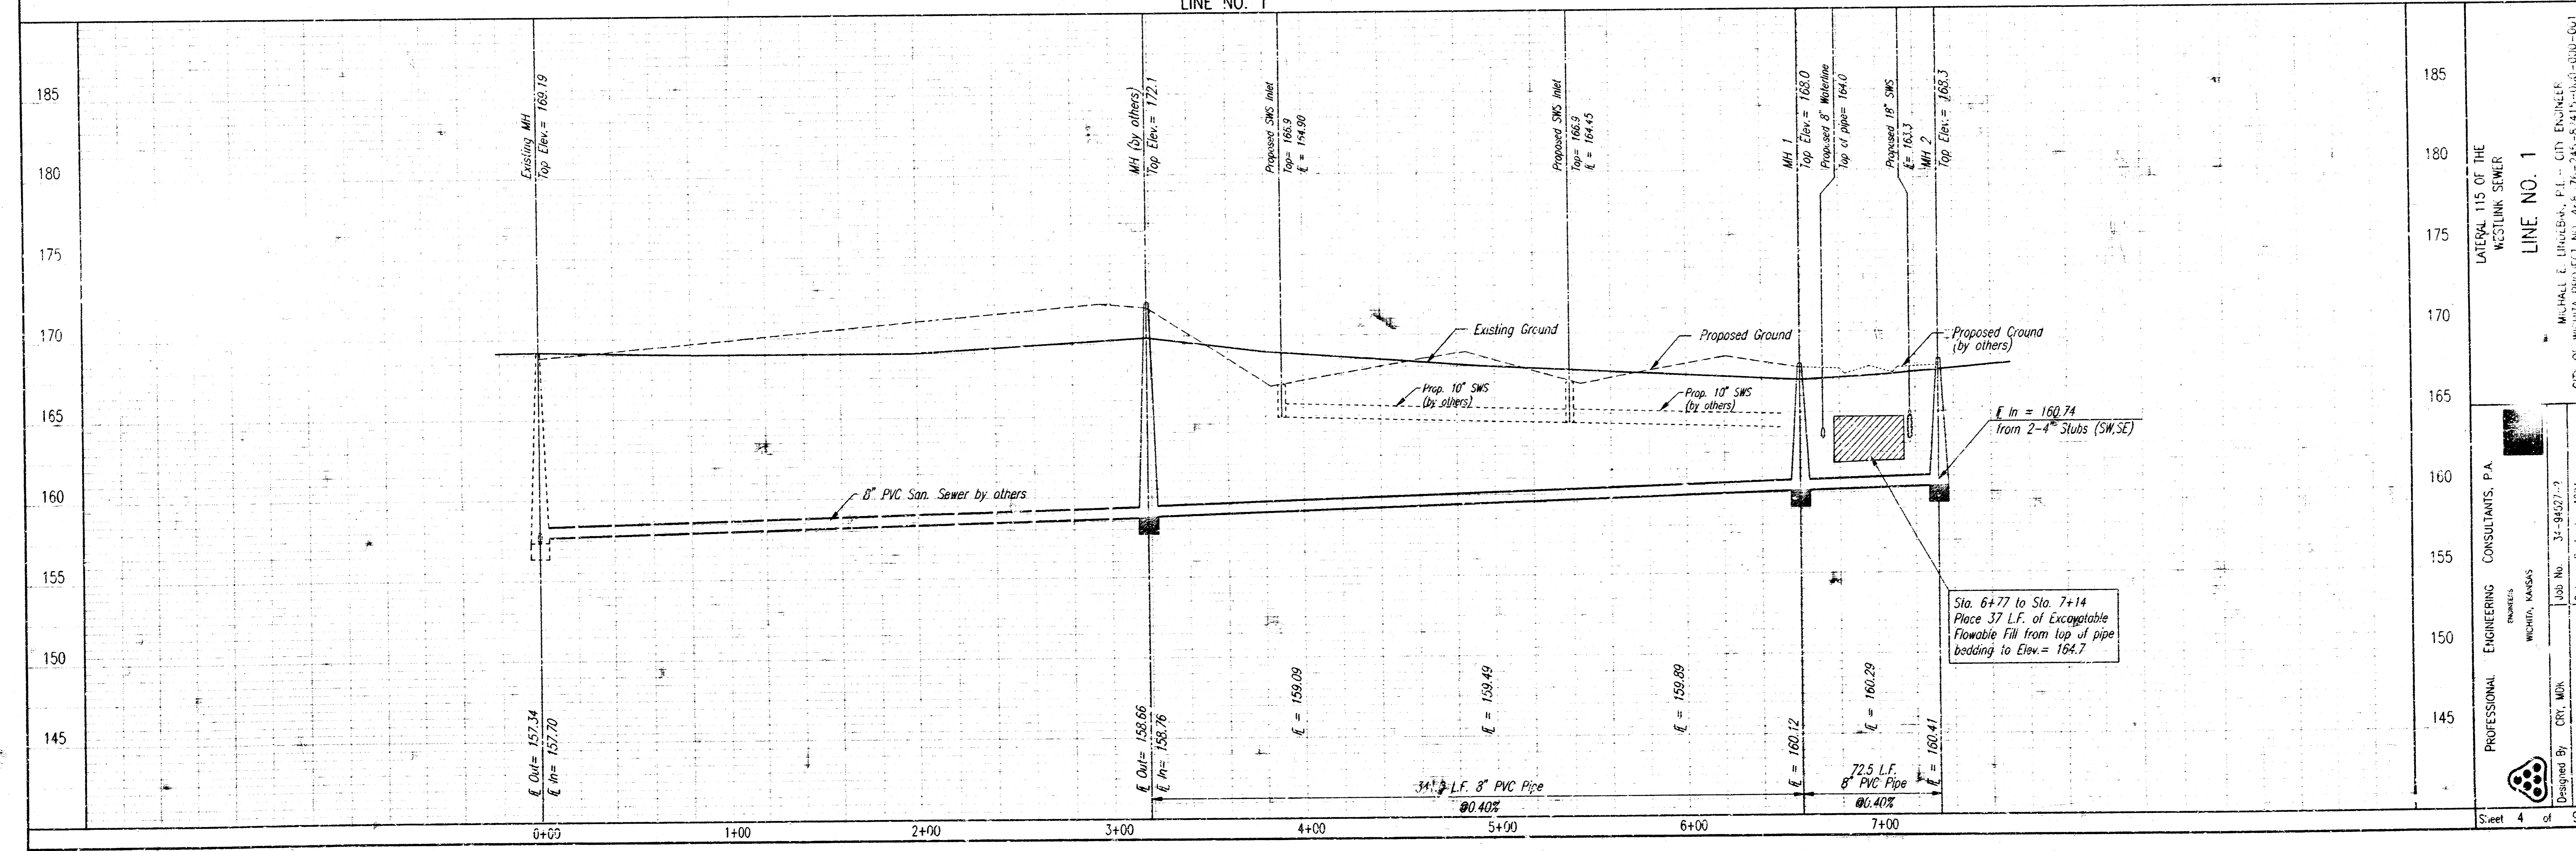 LINE NO. 1
185
180
175
170
165
160
155
150
145
Existing MH
Top Elev.= 169.19
MH (by others)
Top Elev.= 172.1
Proposed SWS Inlet
Top= 166.9
Proposed SWS Inlet
Top= 166.9
℄ = 164.45
MH 1
Top Elev.= 168.0
Proposed 8" Waterline
Top of pipe= 164.0
Proposed 18" SWS
℄= 163.3
MH 2
Top Elev.= 168.3
Existing Ground
Proposed Ground
Proposed Ground
(by others)
Prop. 10" SWS
(by others)
Prop. 10" SWS
(by others)
℄ In = 160.74
from 2-4" Stubs (SW,SE)
8" PVC San. Sewer by others
Sta. 6+77 to Sta. 7+14
Place 37 L.F. of Excavatable
Flowable Fill from top of pipe
bedding to Elev.= 164.7
℄ Out= 157.34
℄ In= 157.70
℄ Out= 158.66
℄ In= 158.76
℄ = 159.09
℄ = 159.49
℄ = 159.89
℄ = 160.12
℄ = 160.29
℄ = 160.41
L.F. 8" PVC Pipe
@0.40%
72.5 L.F.
8" PVC Pipe
@0.40%
0+00
1+00
2+00
3+00
4+00
5+00
6+00
7+00
185
180
175
170
165
160
155
150
145
LATERAL 115 OF THE
WESTLINK SEWER
LINE NO. 1
MICHAEL E. LINDEBAK, P.E. - CITY ENGINEER
PROFESSIONAL ENGINEERING CONSULTANTS, P.A.
ENGINEERS
WICHITA, KANSAS
Job No. 34-94527-2
Designed By CRY, MDK
Sheet 4 of